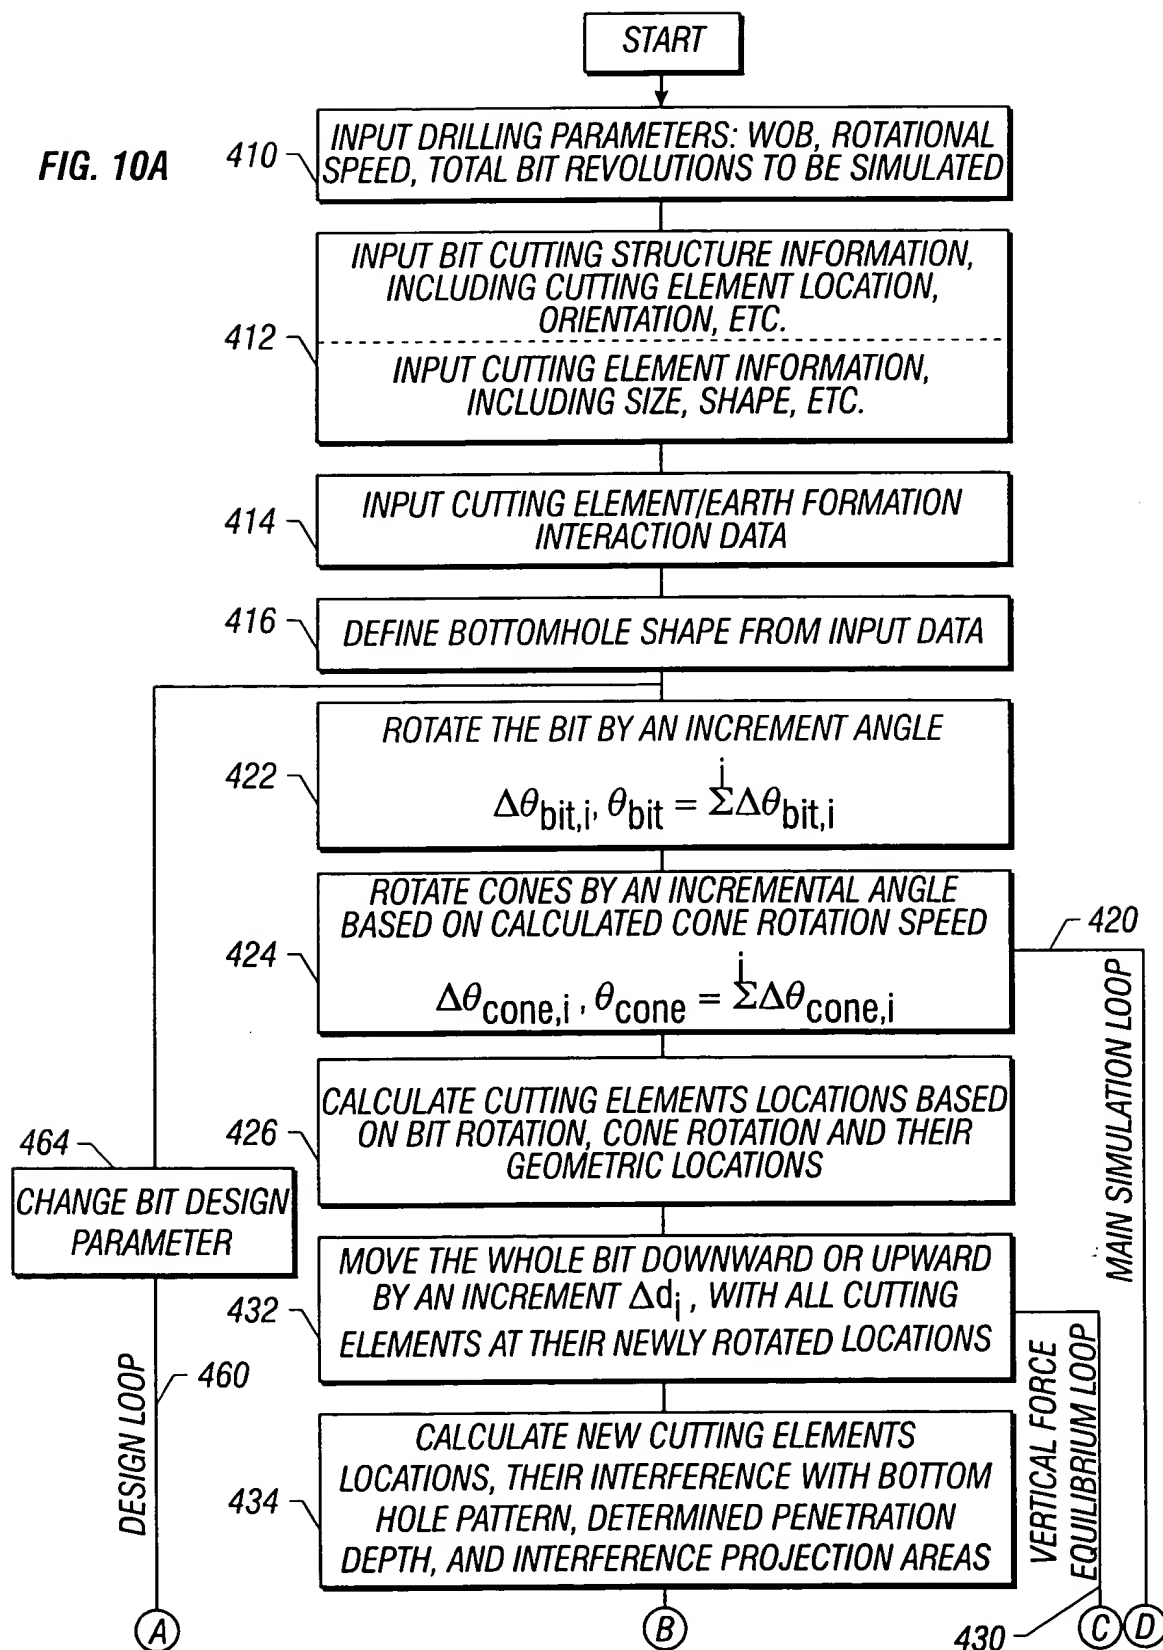 START
FIG. 10A
410
INPUT DRILLING PARAMETERS: WOB, ROTATIONAL
SPEED, TOTAL BIT REVOLUTIONS TO BE SIMULATED
412
INPUT BIT CUTTING STRUCTURE INFORMATION,
INCLUDING CUTTING ELEMENT LOCATION,
ORIENTATION, ETC.
INPUT CUTTING ELEMENT INFORMATION,
INCLUDING SIZE, SHAPE, ETC.
414
INPUT CUTTING ELEMENT/EARTH FORMATION
INTERACTION DATA
416
DEFINE BOTTOMHOLE SHAPE FROM INPUT DATA
422
ROTATE THE BIT BY AN INCREMENT ANGLE
i
Δθbit,i, θbit = ΣΔθbit,i
424
ROTATE CONES BY AN INCREMENTAL ANGLE
BASED ON CALCULATED CONE ROTATION SPEED
i
Δθcone,i, θcone = ΣΔθcone,i
420
MAIN SIMULATION LOOP
426
CALCULATE CUTTING ELEMENTS LOCATIONS BASED
ON BIT ROTATION, CONE ROTATION AND THEIR
GEOMETRIC LOCATIONS
464
CHANGE BIT DESIGN
PARAMETER
432
MOVE THE WHOLE BIT DOWNWARD OR UPWARD
BY AN INCREMENT Δdi, WITH ALL CUTTING
ELEMENTS AT THEIR NEWLY ROTATED LOCATIONS
DESIGN LOOP
460
434
CALCULATE NEW CUTTING ELEMENTS
LOCATIONS, THEIR INTERFERENCE WITH BOTTOM
HOLE PATTERN, DETERMINED PENETRATION
DEPTH, AND INTERFERENCE PROJECTION AREAS
VERTICAL FORCE
EQUILIBRIUM LOOP
430
A
B
C
D